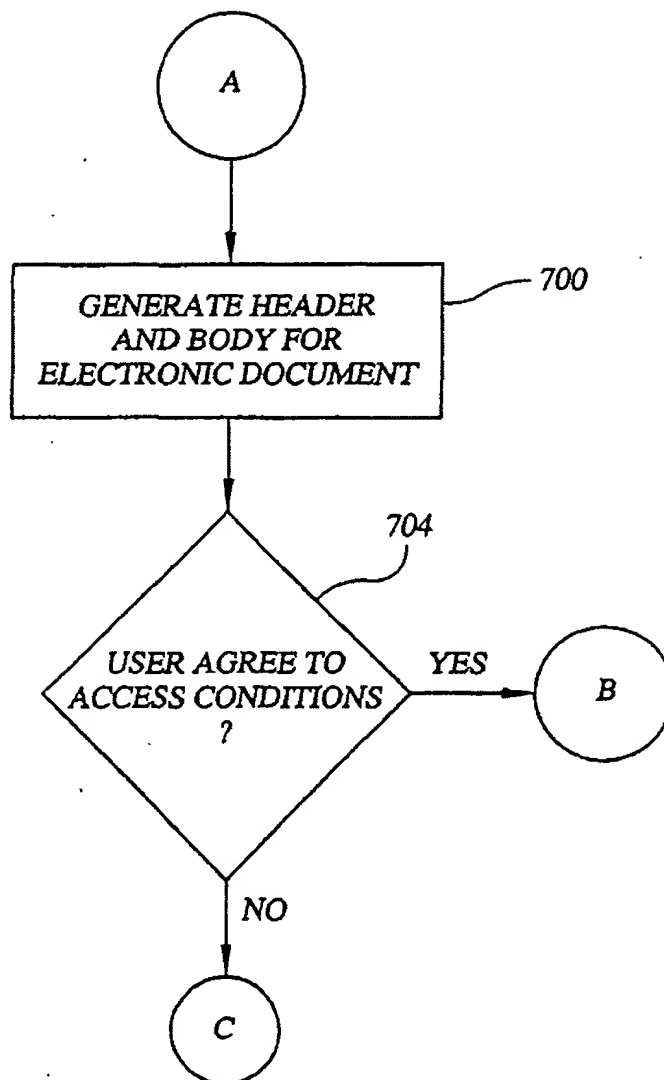 A
GENERATE HEADER
AND BODY FOR
ELECTRONIC DOCUMENT
700
704
USER AGREE TO
ACCESS CONDITIONS
?
YES
B
NO
C